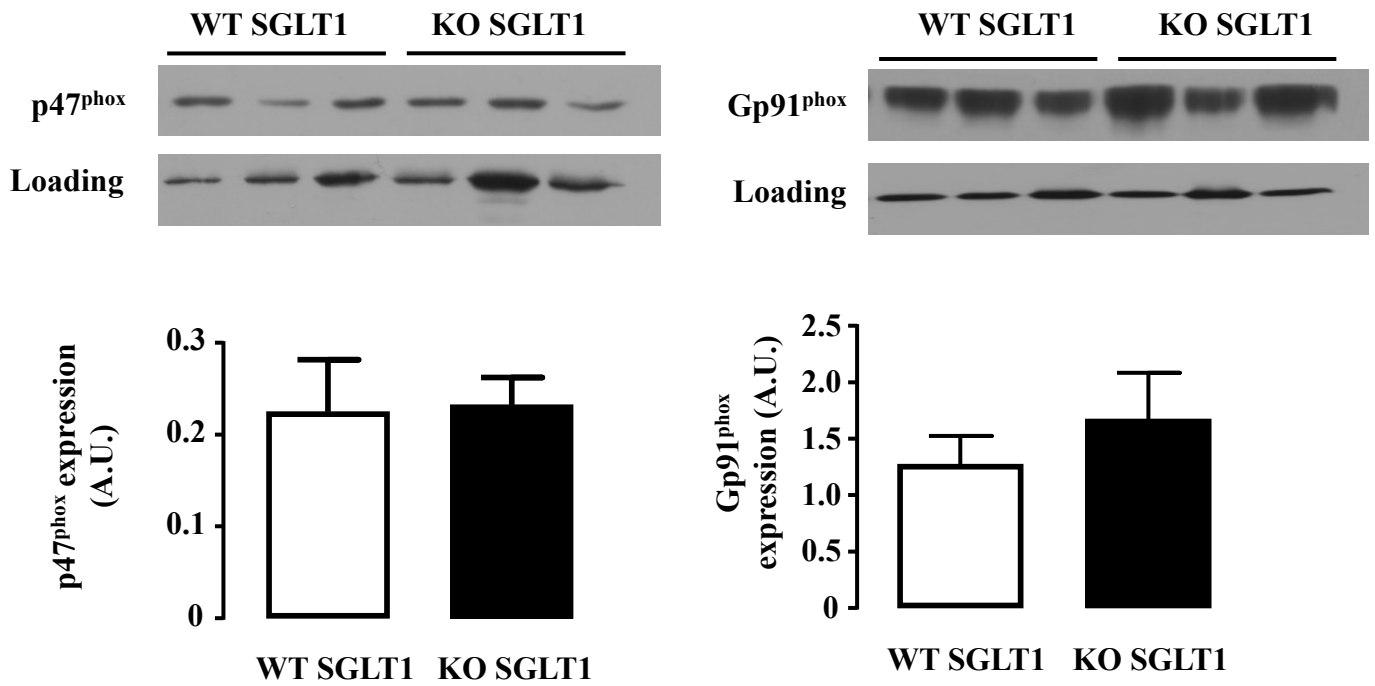 WT SGLT1 KO SGLT1
p47phox
Loading
WT SGLT1 KO SGLT1
Gp91phox
Loading
p47phox expression
(A.U.)
0.3
0.2
0.1
0
WT SGLT1 KO SGLT1
Gp91phox
expression (A.U.)
2.5
2.0
1.5
1.0
0.5
0
WT SGLT1 KO SGLT1